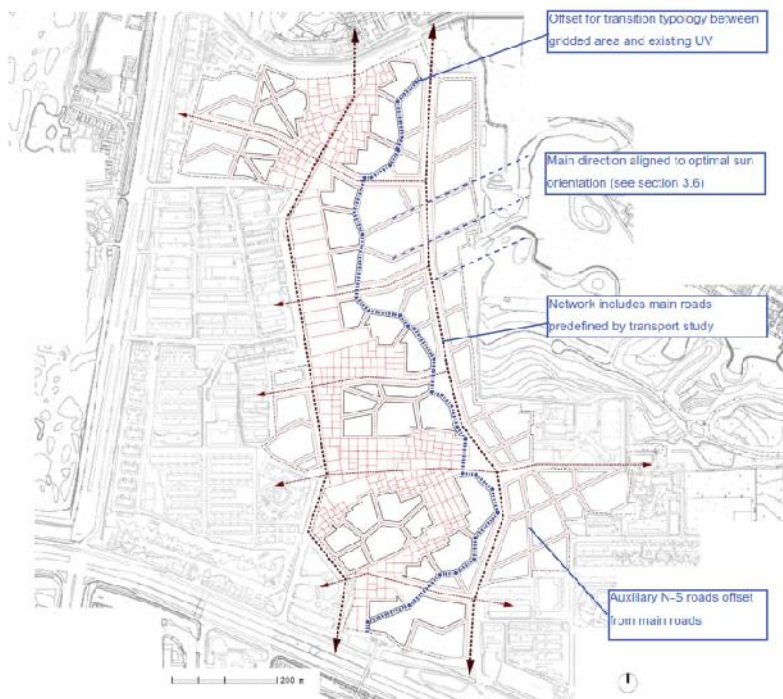 Offset for transition typology between
gridded area and existing UV
Main direction aligned to optimal sun
orientation (see section 3.6)
Network includes main roads
predefined by transport study
Auxiliary N-S roads offset
from main roads
200 m